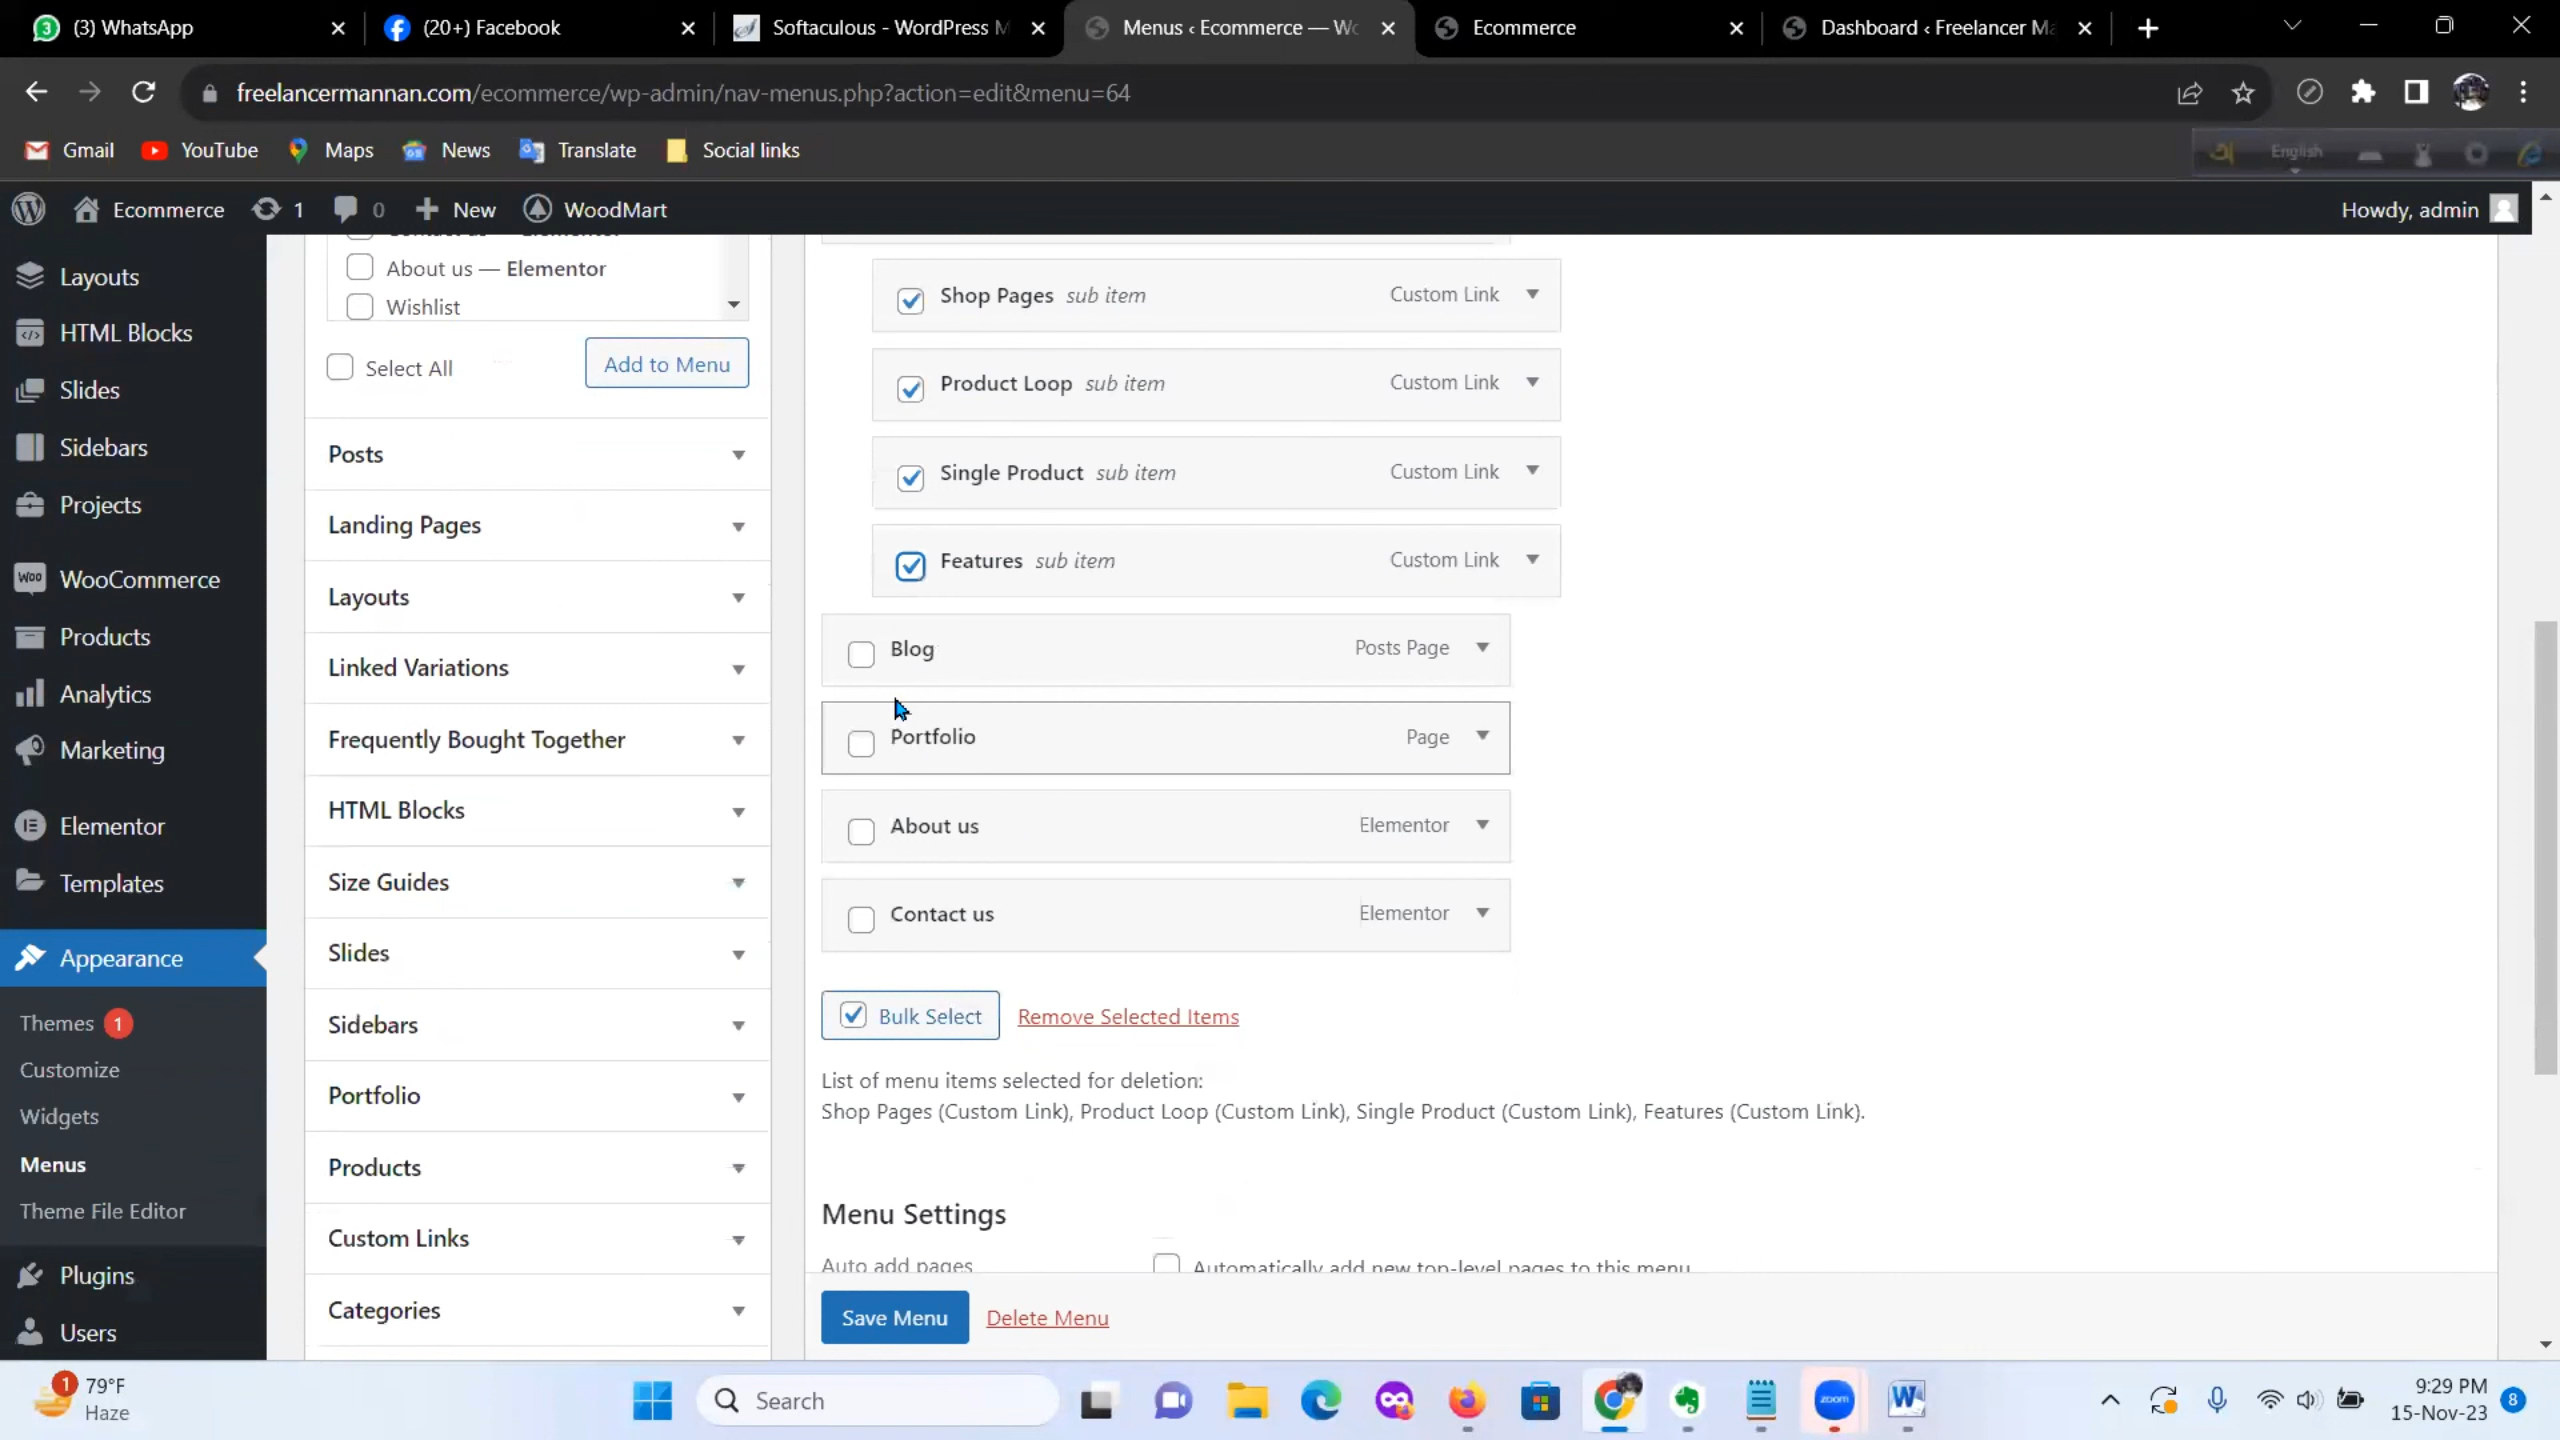 (3) WhatsApp
(20+) Facebook
Softaculous - WordPress M
Menus ‹ Ecommerce — Wo
Ecommerce
Dashboard ‹ Freelancer Ma
freelancermannan.com/ecommerce/wp-admin/nav-menus.php?action=edit&menu=64
Gmail
YouTube
Maps
News
Translate
Social links
English
Ecommerce
1
0
New
WoodMart
Howdy, admin
Layouts
HTML Blocks
Slides
Sidebars
Projects
WooCommerce
Products
Analytics
Marketing
Elementor
Templates
Appearance
Themes 1
Customize
Widgets
Menus
Theme File Editor
Plugins
Users
About us — Elementor
Wishlist
Select All
Add to Menu
Posts
Landing Pages
Layouts
Linked Variations
Frequently Bought Together
HTML Blocks
Size Guides
Slides
Sidebars
Portfolio
Products
Custom Links
Categories
Shop Pages sub item Custom Link
Product Loop sub item Custom Link
Single Product sub item Custom Link
Features sub item Custom Link
Blog Posts Page
Portfolio Page
About us Elementor
Contact us Elementor
Bulk Select Remove Selected Items
List of menu items selected for deletion:
Shop Pages (Custom Link), Product Loop (Custom Link), Single Product (Custom Link), Features (Custom Link).
Menu Settings
Auto add pages Automatically add new top-level pages to this menu
Save Menu Delete Menu
1
79°F
Haze
Search
zoom
9:29 PM
15-Nov-23
8